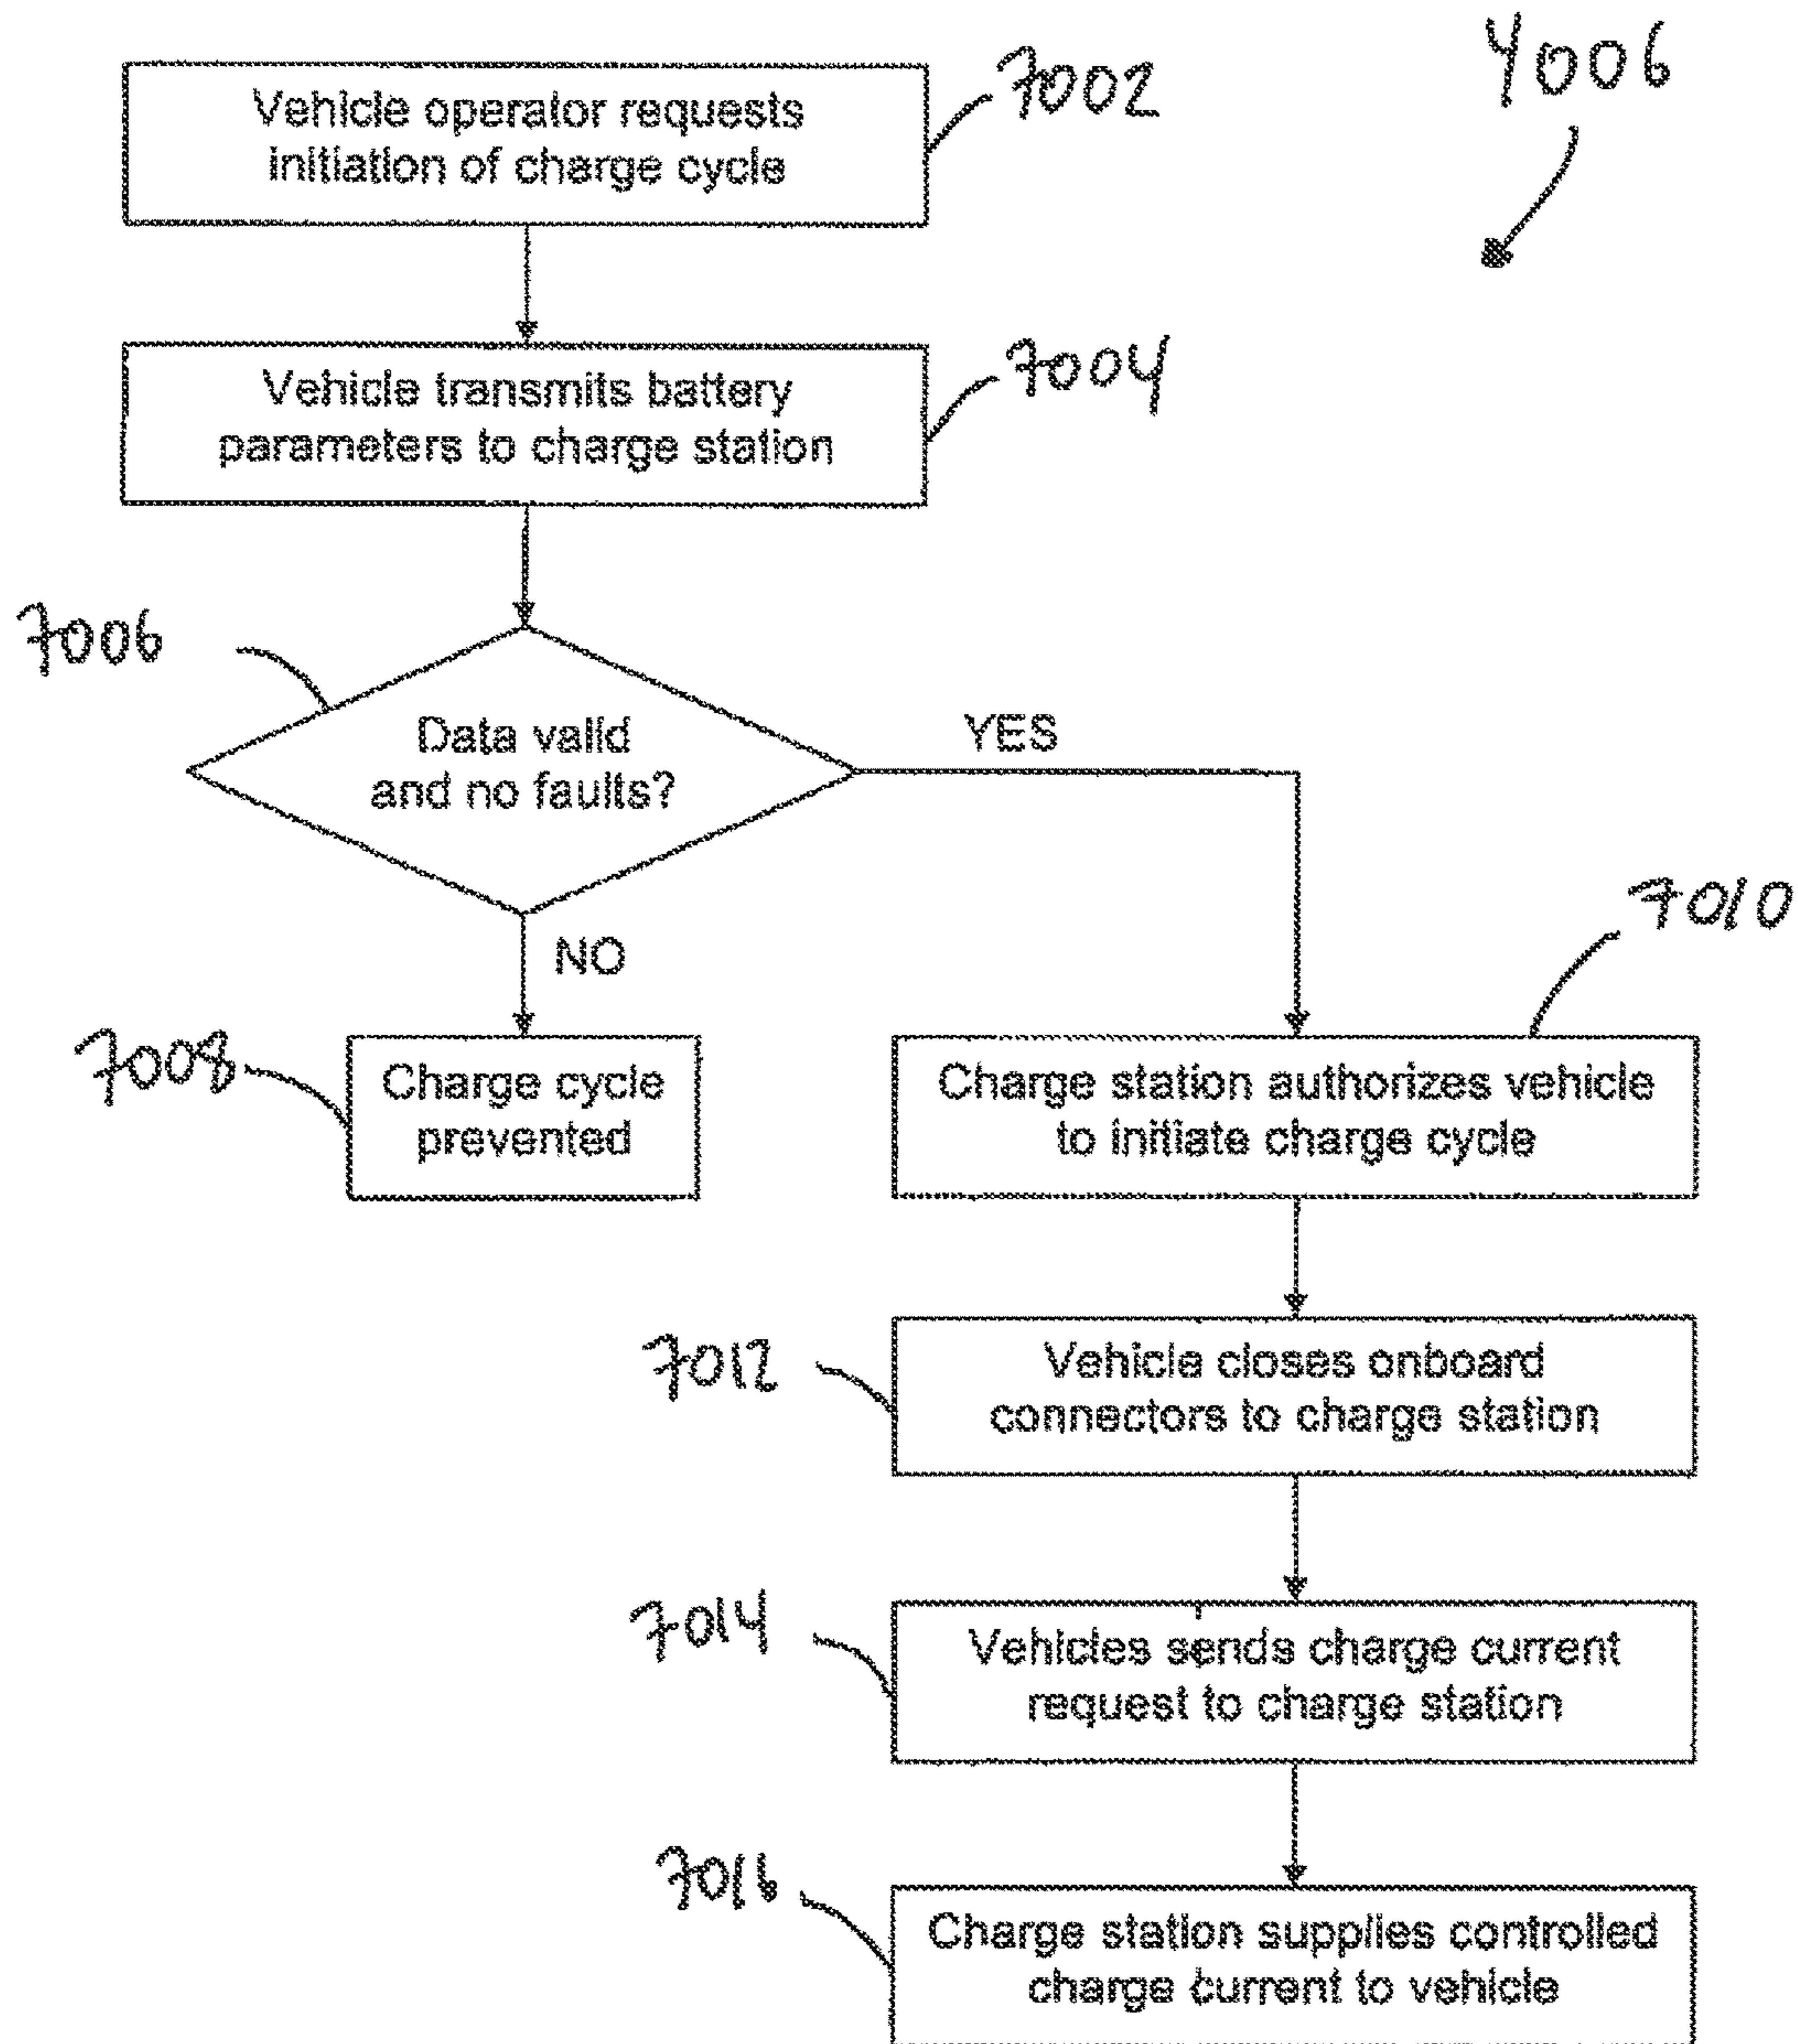 4006
Vehicle operator requests
initiation of charge cycle
7002
Vehicle transmits battery
parameters to charge station
7004
7006
Data valid
and no faults?
YES
NO
7008
Charge cycle
prevented
7010
Charge station authorizes vehicle
to initiate charge cycle
7012
Vehicle closes onboard
connectors to charge station
7014
Vehicles sends charge current
request to charge station
7016
Charge station supplies controlled
charge current to vehicle